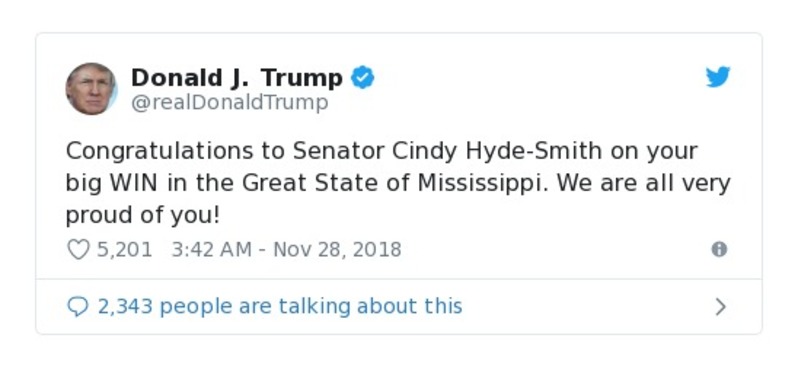 Donald J. Trump
@realDonaldTrump
Congratulations to Senator Cindy Hyde-Smith on your
big WIN in the Great State of Mississippi. We are all very
proud of you!
5,201 3:42 AM - Nov 28, 2018
2,343 people are talking about this